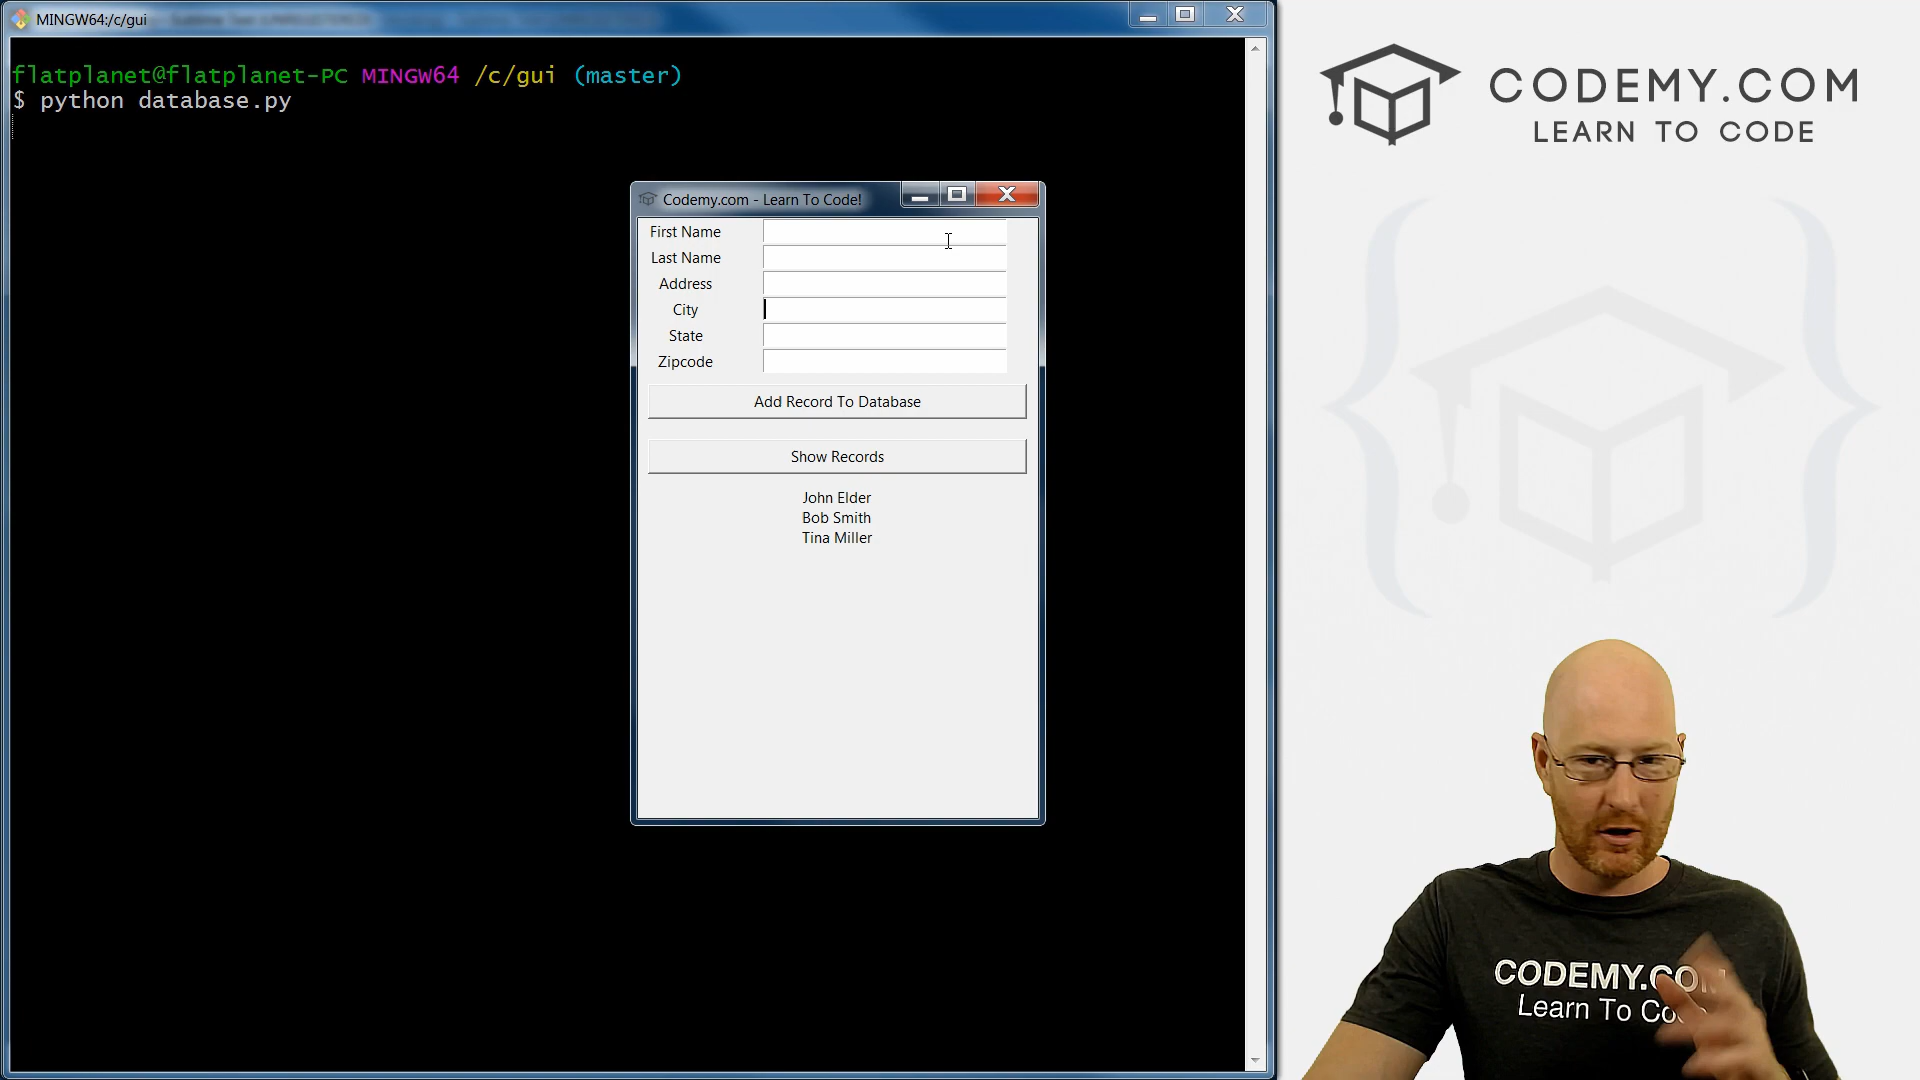 MINGW64:/c/gui
flatplanet@flatplanet-PC MINGW64 /c/gui (master)
$ python database.py
Codemy.com - Learn To Code!
First Name
Last Name
Address
City
State
Zipcode
Add Record To Database
Show Records
John Elder
Bob Smith
Tina Miller
CODEMY.COM
LEARN TO CODE
CODEMY.COM
Learn To Co